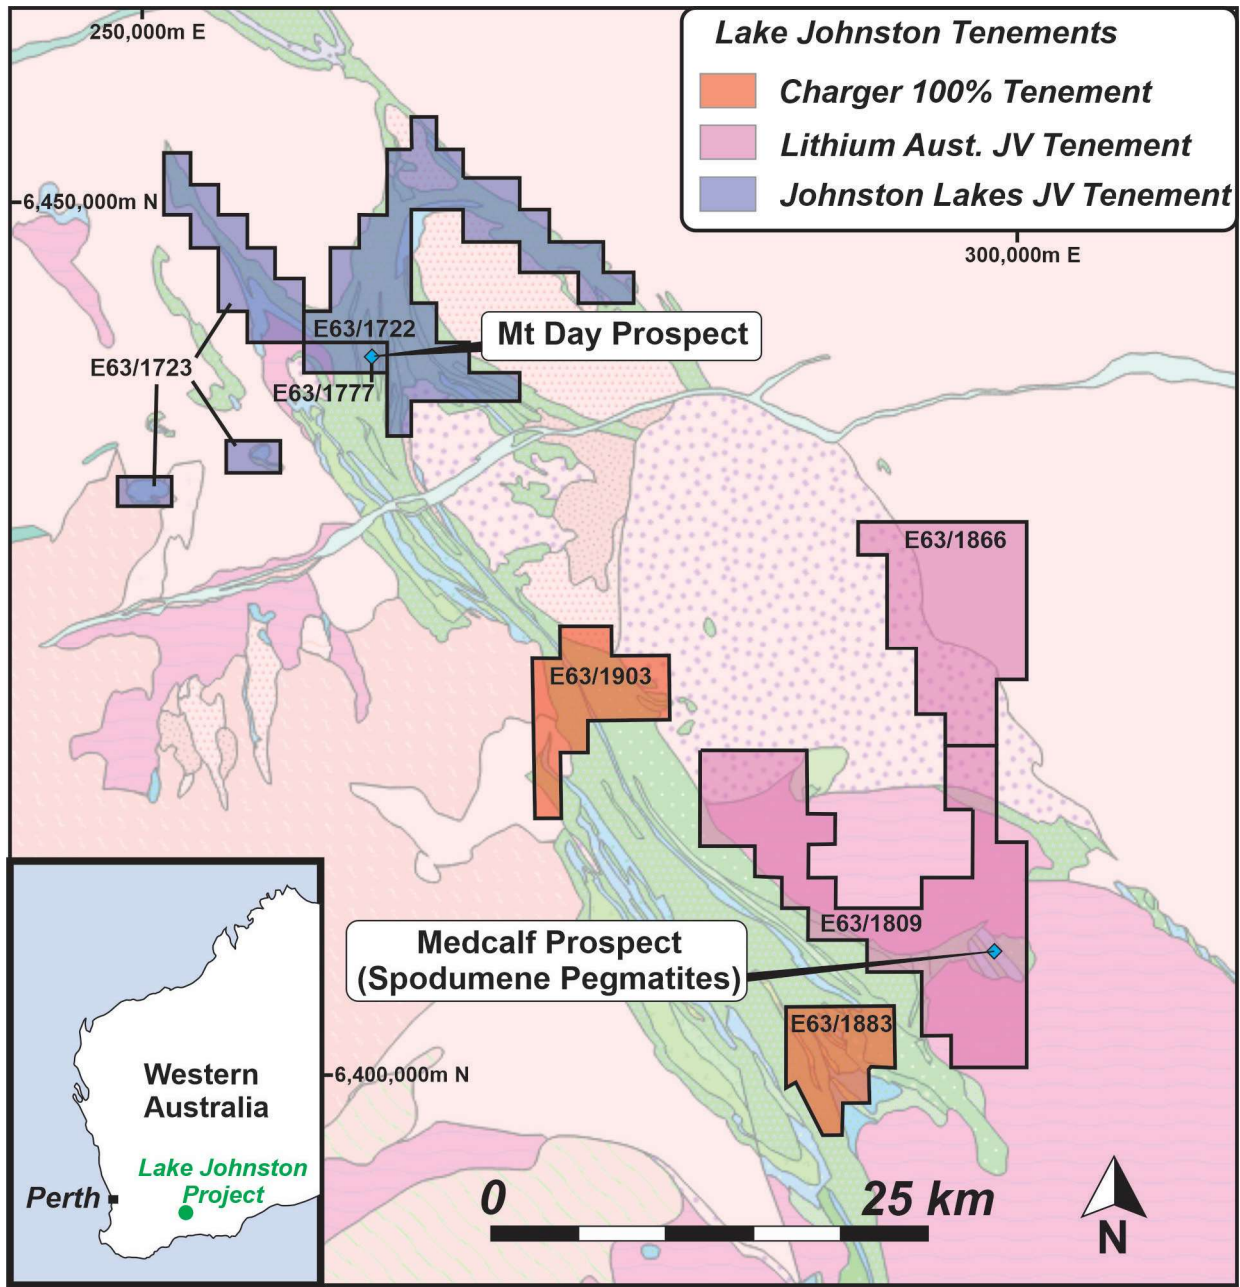 250,000m E
Lake Johnston Tenements
Charger 100% Tenement
Lithium Aust. JV Tenement
Johnston Lakes JV Tenement
6,450,000m N
300,000m E
E63/1722
Mt Day Prospect
E63/1723
E63/1777
E63/1866
E63/1903
E63/1809
Medcalf Prospect
(Spodumene Pegmatites)
E63/1883
6,400,000m N
Western
Australia
Lake Johnston
Project
Perth
0
25 km
N